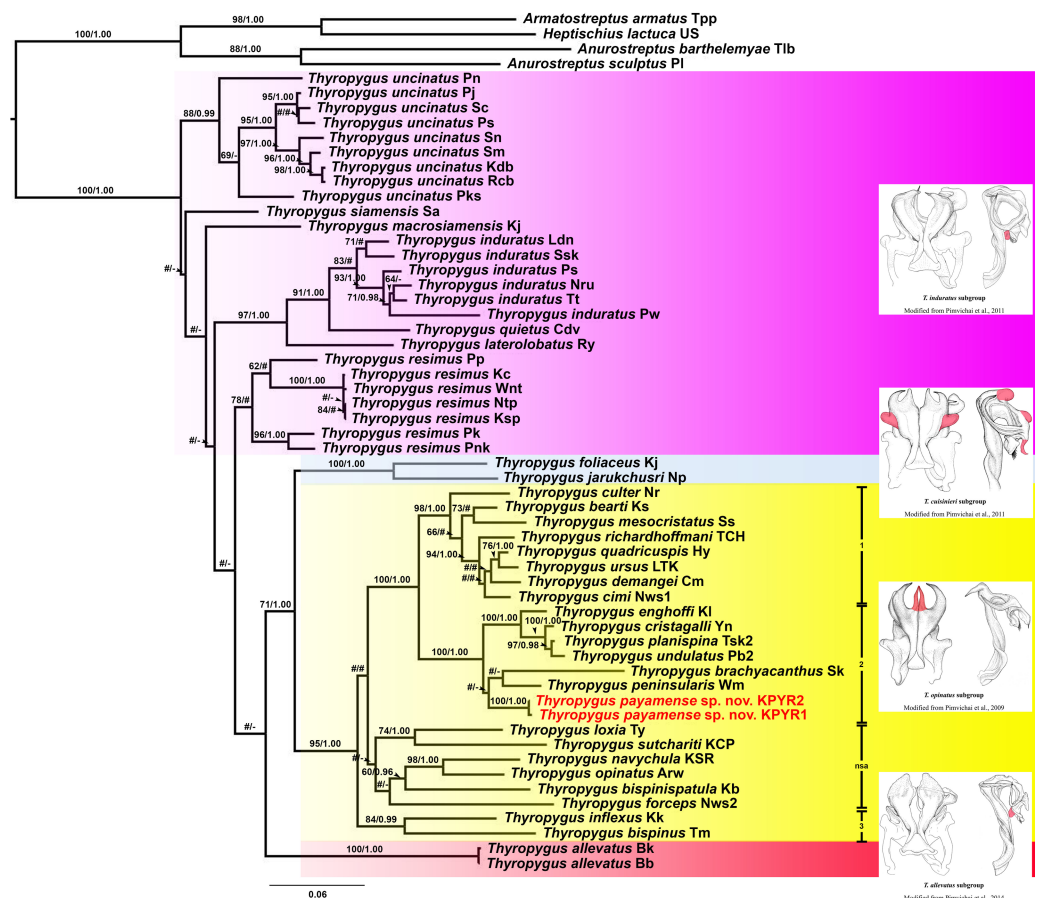 98/1.00
Armatostreptus armatus Tpp
Heptischius lactuca US
100/1.00
88/1.00
Anurostreptus barthelemyae Tlb
Anurostreptus sculptus Pl
Thyropygus uncinatus Pn
95/1.00
Thyropygus uncinatus Pj
#/#
Thyropygus uncinatus Sc
88/0.99
95/1.00
Thyropygus uncinatus Ps
97/1.00
Thyropygus uncinatus Sn
69/-
96/1.00
Thyropygus uncinatus Sm
98/1.00
Thyropygus uncinatus Kdb
Thyropygus uncinatus Rcb
100/1.00
Thyropygus uncinatus Pks
Thyropygus siamensis Sa
Thyropygus macrosiamensis Kj
71/#
Thyropygus induratus Ldn
83/#
Thyropygus induratus Ssk
#/-
93/1.00
Thyropygus induratus Ps
64/-
Thyropygus induratus Nru
91/1.00
71/0.98
Thyropygus induratus Tt
97/1.00
Thyropygus induratus Pw
#/-
Thyropygus quietus Cdv
Thyropygus laterolobatus Ry
62/#
Thyropygus resimus Pp
Thyropygus resimus Kc
100/1.00
Thyropygus resimus Wnt
#/-
Thyropygus resimus Ntp
78/#
84/#
Thyropygus resimus Ksp
96/1.00
Thyropygus resimus Pk
#/-
Thyropygus resimus Pnk
100/1.00
Thyropygus foliaceus Kj
Thyropygus jarukchusri Np
Thyropygus culter Nr
98/1.00
73/#
Thyropygus bearti Ks
Thyropygus mesocristatus Ss
66/#
Thyropygus richardhoffmani TCH
94/1.00
76/1.00
Thyropygus quadricuspis Hy
#/-
#/#
Thyropygus ursus LTK
100/1.00
#/#
Thyropygus demangei Cm
Thyropygus cimi Nws1
1
71/1.00
Thyropygus enghoffi Kl
100/1.00
100/1.00
Thyropygus cristagalli Yn
97/0.98
Thyropygus planispina Tsk2
100/1.00
Thyropygus undulatus Pb2
#/#
#/-
Thyropygus brachyacanthus Sk
2
#/-
Thyropygus peninsularis Wm
100/1.00
Thyropygus payamense sp. nov. KPYR2
Thyropygus payamense sp. nov. KPYR1
#/-
74/1.00
Thyropygus loxia Ty
95/1.00
Thyropygus sutchariti KCP
#/-
98/1.00
Thyropygus navychula KSR
60/0.96
Thyropygus opinatus Arw
nsa
#/-
Thyropygus bispinispatula Kb
Thyropygus forceps Nws2
84/0.99
Thyropygus inflexus Kk
3
Thyropygus bispinus Tm
100/1.00
Thyropygus allevatus Bk
Thyropygus allevatus Bb
0.06
T. induratus subgroup
Modified from Pimvichai et al., 2011
T. cuisinieri subgroup
Modified from Pimvichai et al., 2011
T. opinatus subgroup
Modified from Pimvichai et al., 2009
T. allevatus subgroup
Modified from Pimvichai et al., 2014